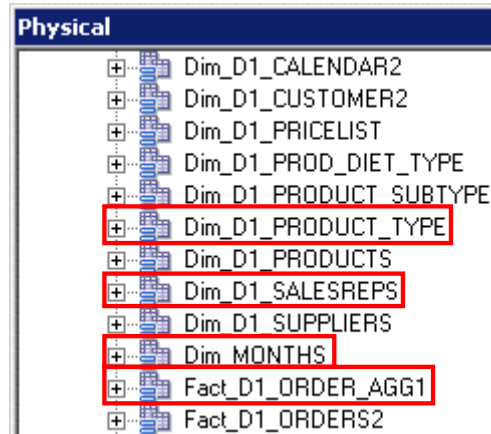 Physical
Dim_D1_CALENDAR2
Dim_D1_CUSTOMER2
Dim_D1_PRICELIST
Dim_D1_PROD_DIET_TYPE
Dim_D1_PRODUCT_SUBTYPE
Dim_D1_PRODUCT_TYPE
Dim_D1_PRODUCTS
Dim_D1_SALESREPS
Dim_D1_SUPPLIERS
Dim_MONTHS
Fact_D1_ORDER_AGG1
Fact_D1_ORDERS2